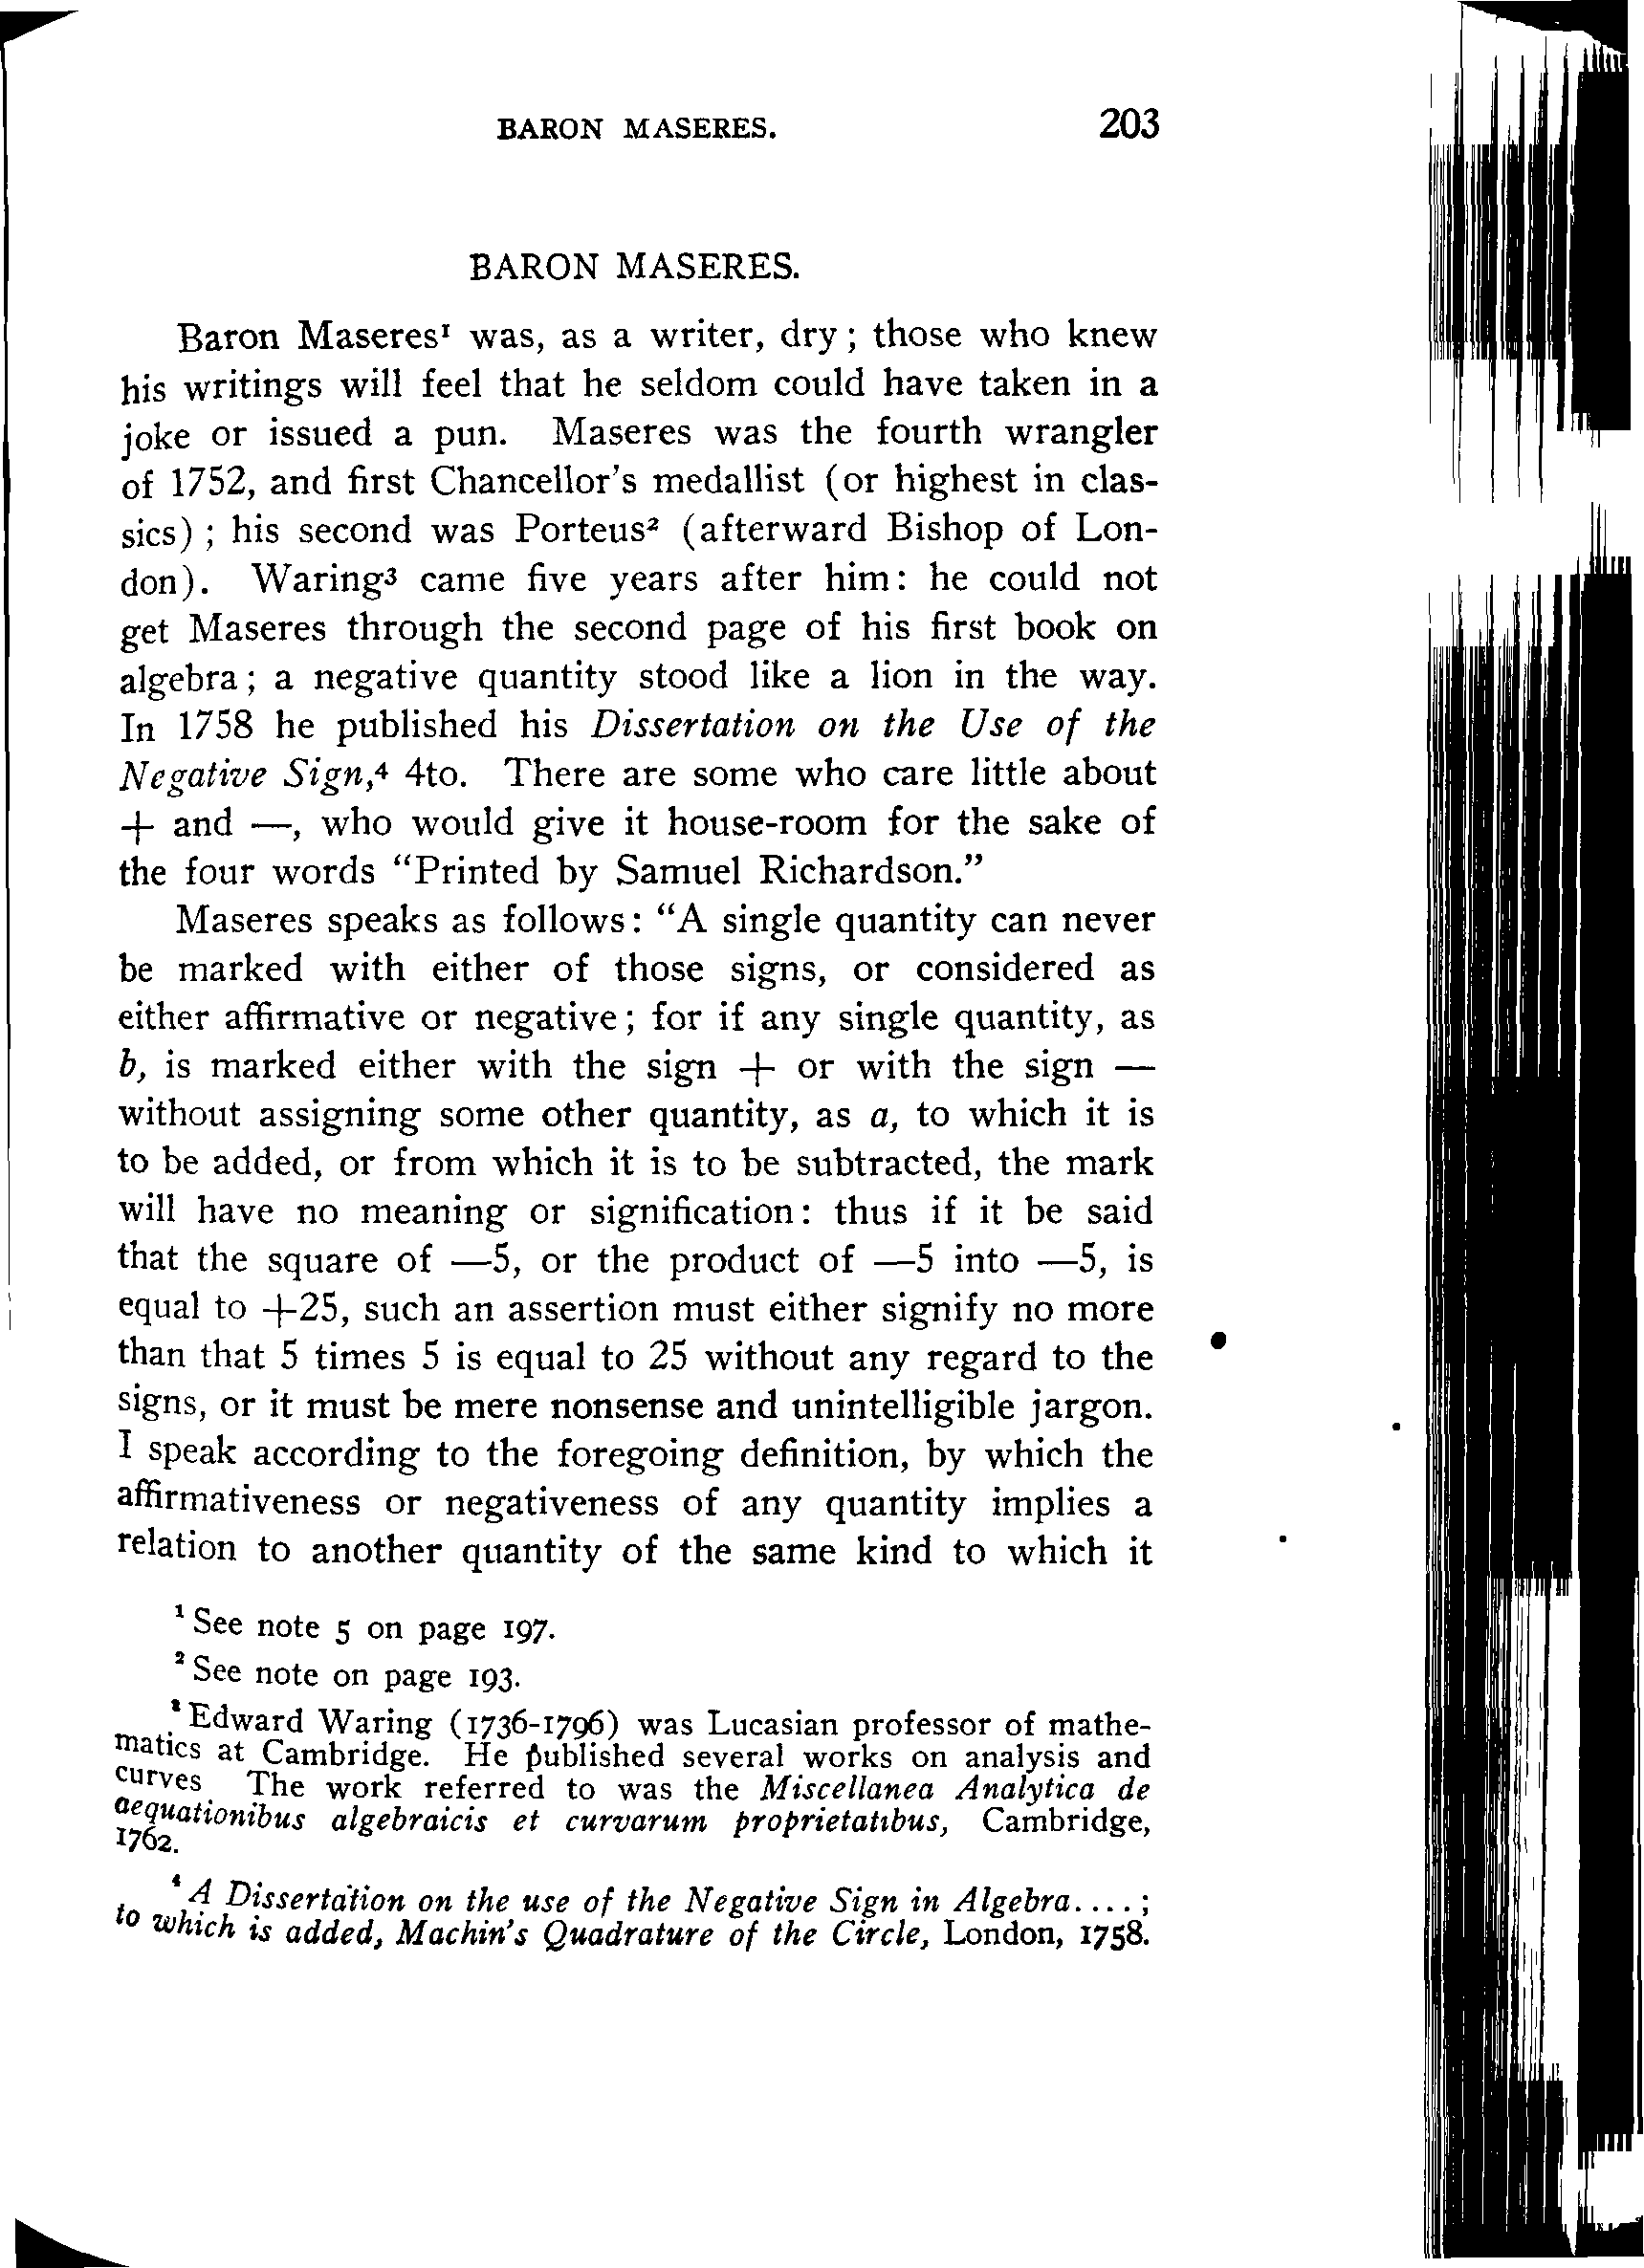 BARON MASERES. 203
BARON MASERES.
Baron Maseres¹ was, as a writer, dry; those who knew
his writings will feel that he seldom could have taken in a
joke or issued a pun. Maseres was the fourth wrangler
of 1752, and first Chancellor's medallist (or highest in clas-
sics); his second was Porteus² (afterward Bishop of Lon-
don). Waring³ came five years after him: he could not
get Maseres through the second page of his first book on
algebra; a negative quantity stood like a lion in the way.
In 1758 he published his Dissertation on the Use of the
Negative Sign,⁴ 4to. There are some who care little about
+ and —, who would give it house-room for the sake of
the four words "Printed by Samuel Richardson."
Maseres speaks as follows: "A single quantity can never
be marked with either of those signs, or considered as
either affirmative or negative; for if any single quantity, as
b, is marked either with the sign + or with the sign —
without assigning some other quantity, as a, to which it is
to be added, or from which it is to be subtracted, the mark
will have no meaning or signification: thus if it be said
that the square of —5, or the product of —5 into —5, is
equal to +25, such an assertion must either signify no more
than that 5 times 5 is equal to 25 without any regard to the
signs, or it must be mere nonsense and unintelligible jargon.
I speak according to the foregoing definition, by which the
affirmativeness or negativeness of any quantity implies a
relation to another quantity of the same kind to which it
¹ See note 5 on page 197.
² See note on page 193.
³ Edward Waring (1736-1796) was Lucasian professor of mathe-
matics at Cambridge. He published several works on analysis and
curves. The work referred to was the Miscellanea Analytica de
aequationibus algebraicis et curvarum proprietatibus, Cambridge,
1762.
⁴ A Dissertation on the use of the Negative Sign in Algebra....;
to which is added, Machin's Quadrature of the Circle, London, 1758.